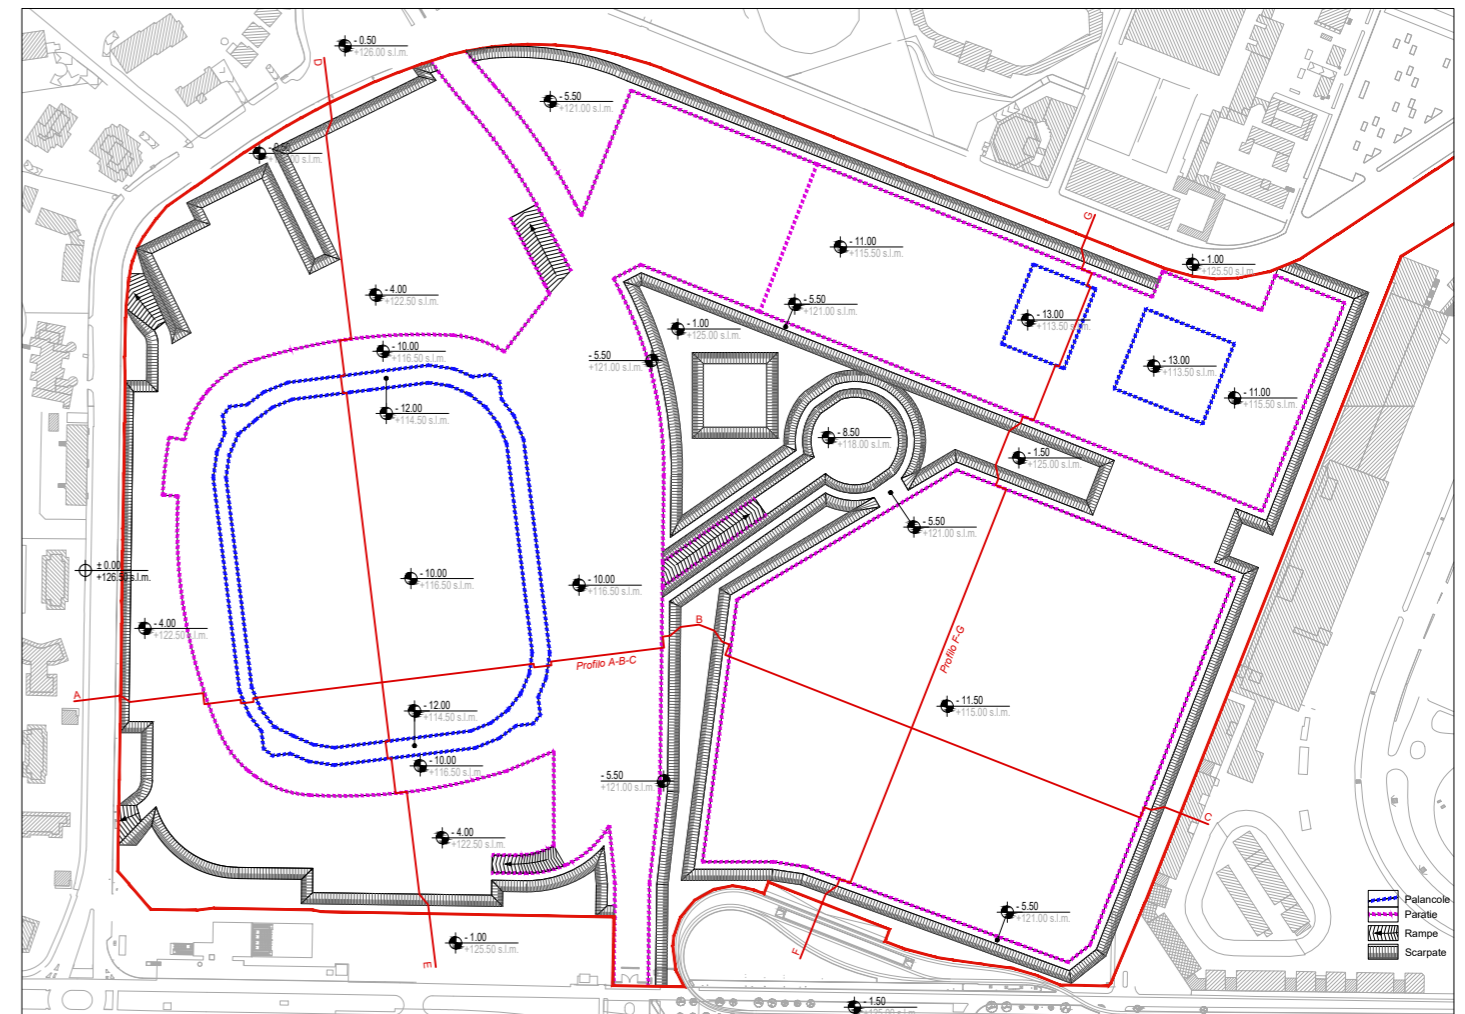 - 0.50
+126.00 s.l.m.
D
- 5.50
+121.00 s.l.m.
G
- 11.00
+115.50 s.l.m.
- 1.00
+125.50 s.l.m.
- 4.00
+122.50 s.l.m.
- 5.50
+121.00 s.l.m.
- 13.00
+113.50 s.l.m.
- 1.00
+125.00 s.l.m.
- 10.00
+116.50 s.l.m.
- 5.50
+121.00 s.l.m.
- 13.00
+113.50 s.l.m.
- 11.00
+115.50 s.l.m.
- 12.00
+114.50 s.l.m.
- 8.50
+118.00 s.l.m.
- 1.50
+125.00 s.l.m.
- 5.50
+121.00 s.l.m.
± 0.00
+126.50 s.l.m.
- 10.00
+116.50 s.l.m.
- 10.00
+116.50 s.l.m.
- 4.00
+122.50 s.l.m.
B
Profilo A-B-C
Profilo F-G
A
- 12.00
+114.50 s.l.m.
- 11.50
+115.00 s.l.m.
- 10.00
+116.50 s.l.m.
- 5.50
+121.00 s.l.m.
C
- 4.00
+122.50 s.l.m.
- 5.50
+121.00 s.l.m.
- 1.00
+125.50 s.l.m.
F
E
- 1.50
Palancole
Paratie
Rampe
Scarpate